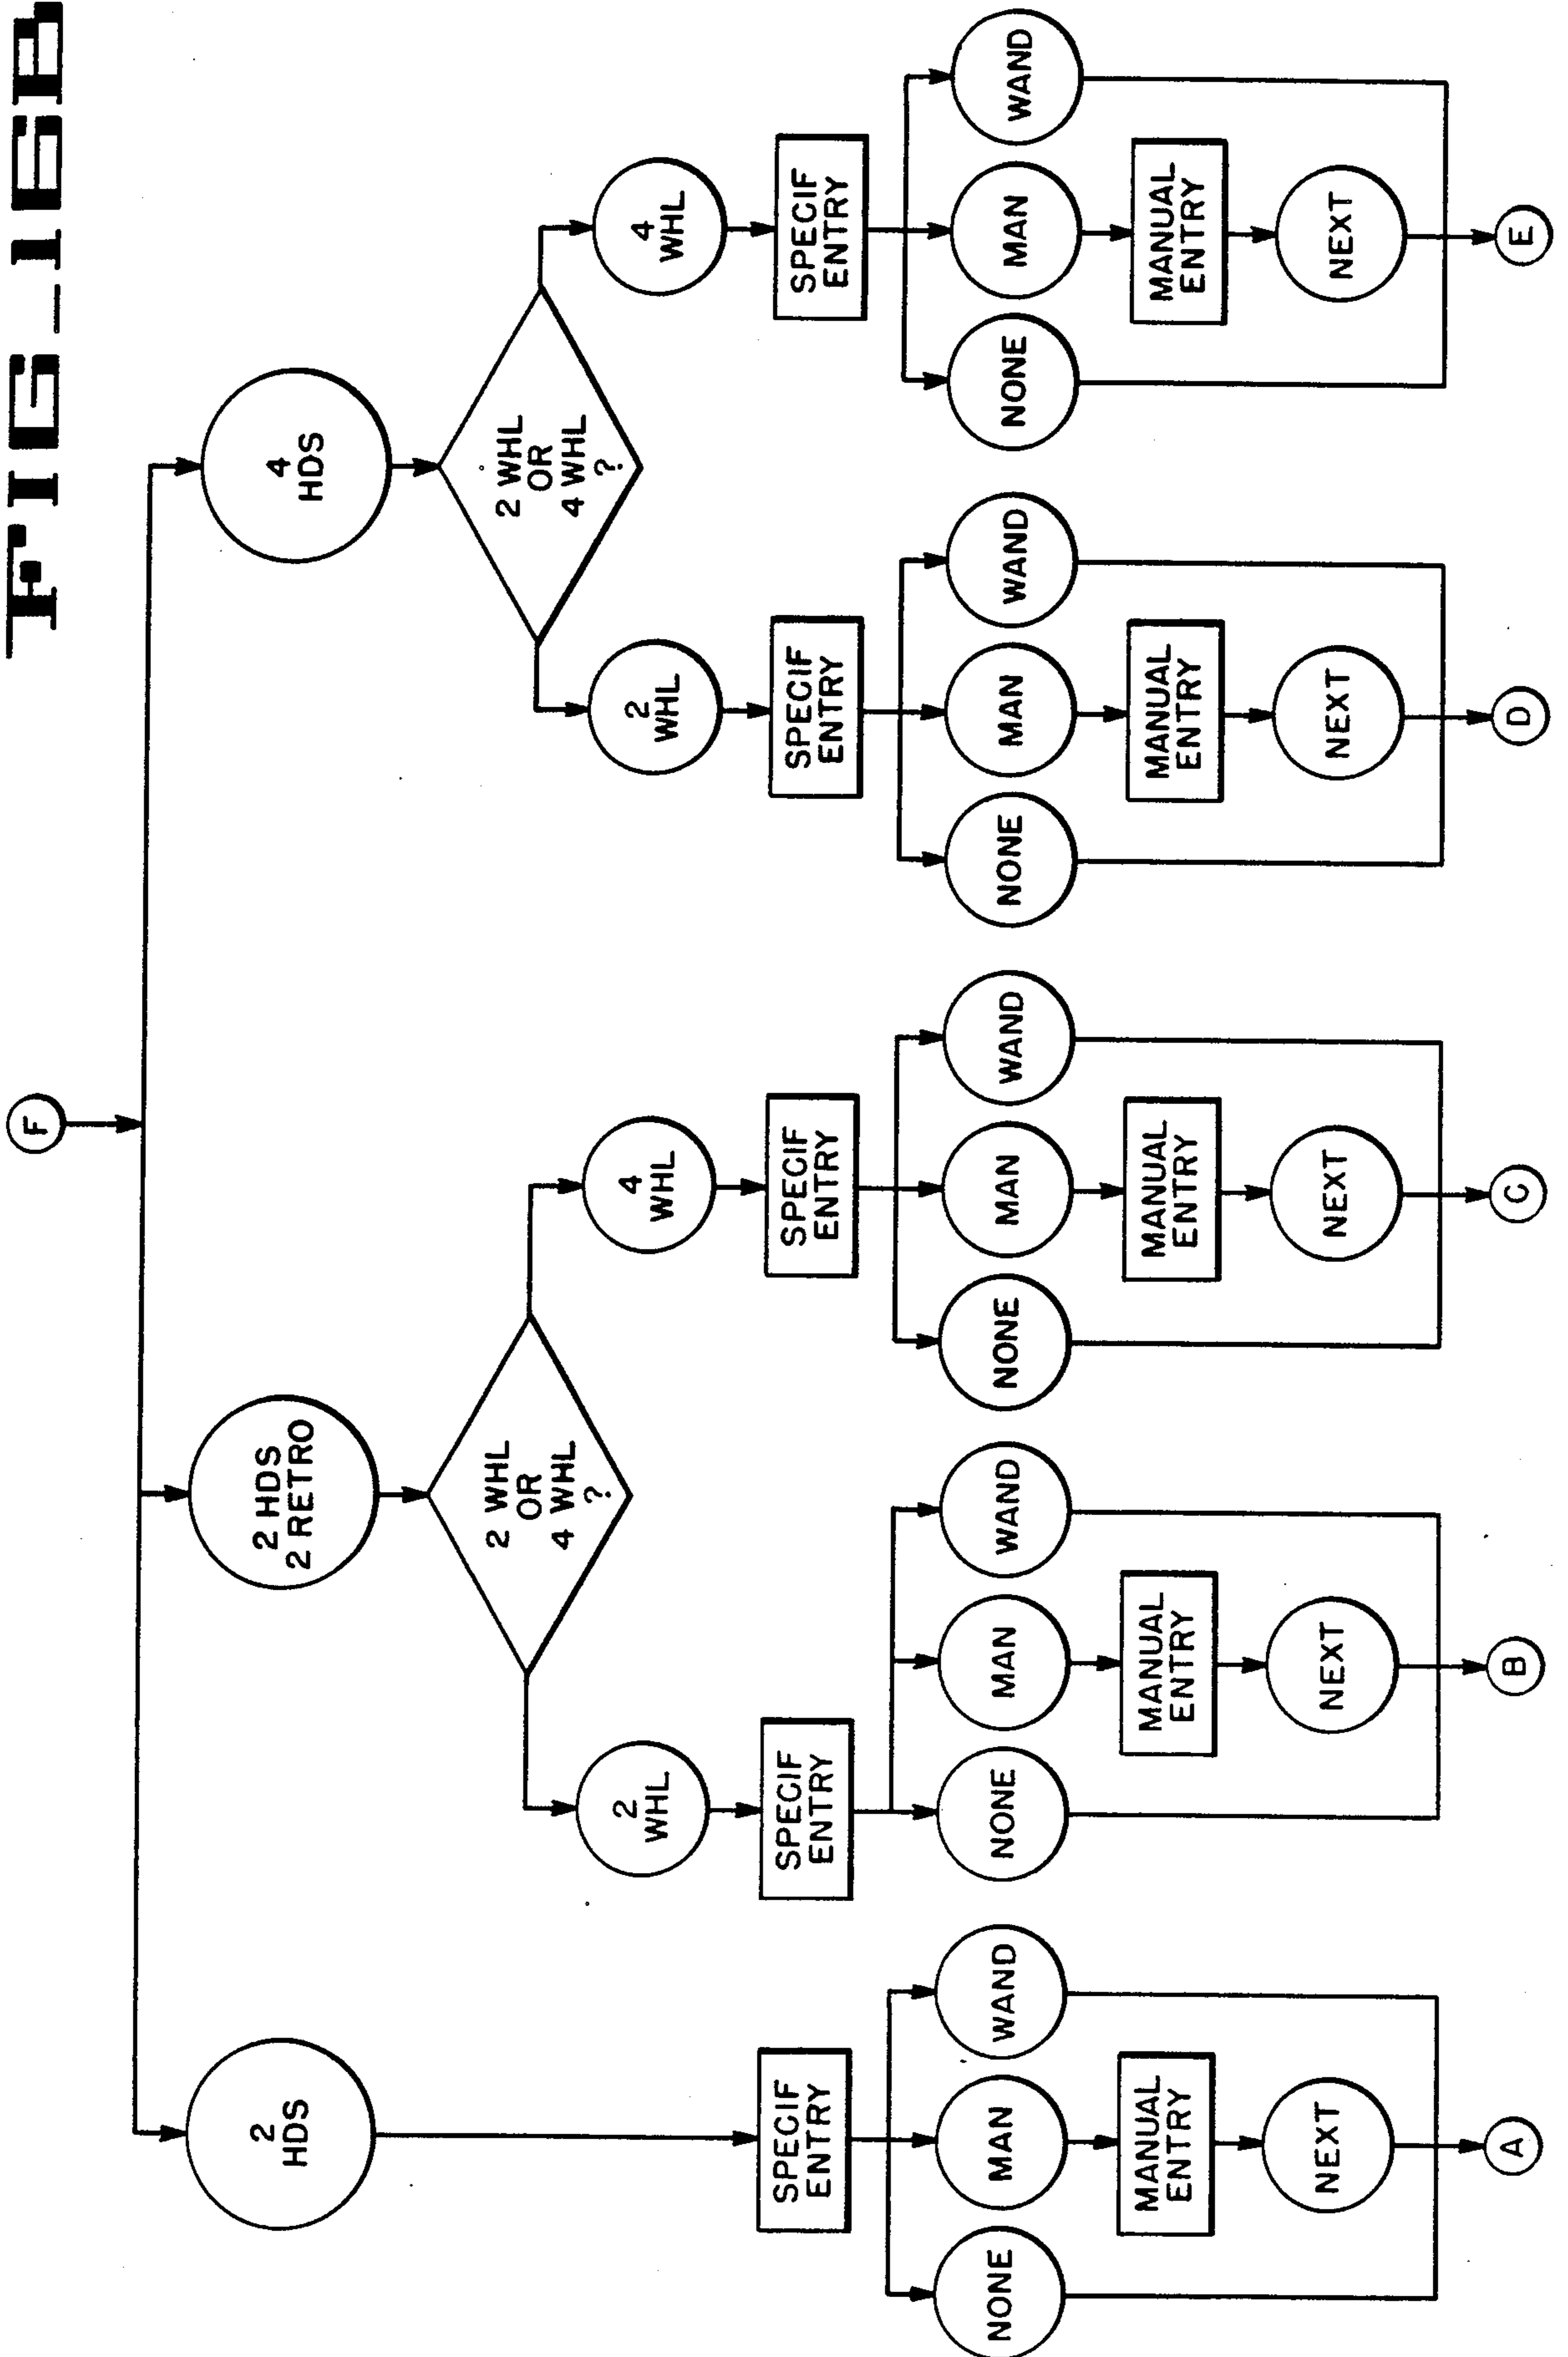 FIG_16B
F
2
HDS
2 HDS
2 RETRO
4
HDS
2 WHL
OR
4 WHL
?
2 WHL
OR
4 WHL
?
2
WHL
4
WHL
2
WHL
4
WHL
SPECIF
ENTRY
SPECIF
ENTRY
SPECIF
ENTRY
SPECIF
ENTRY
SPECIF
ENTRY
NONE
MAN
WAND
NONE
MAN
WAND
NONE
MAN
WAND
NONE
MAN
WAND
NONE
MAN
WAND
MANUAL
ENTRY
MANUAL
ENTRY
MANUAL
ENTRY
MANUAL
ENTRY
MANUAL
ENTRY
NEXT
NEXT
NEXT
NEXT
NEXT
A
B
C
D
E